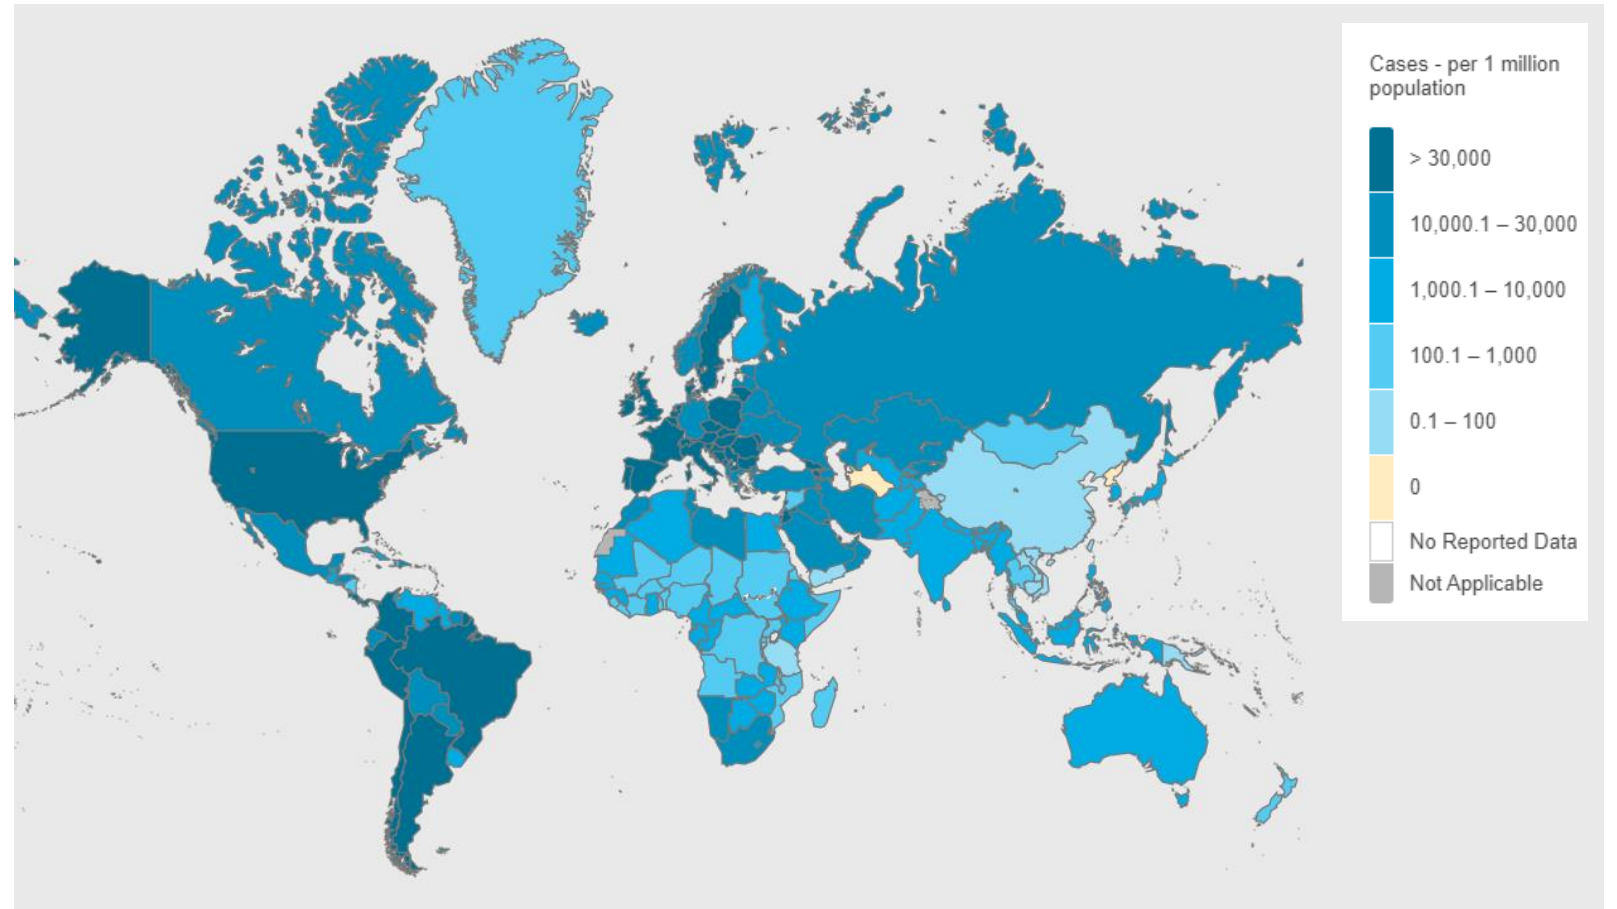 Cases - per 1 million
population
> 30,000
10,000.1 – 30,000
1,000.1 – 10,000
100.1 – 1,000
0.1 – 100
0
No Reported Data
Not Applicable